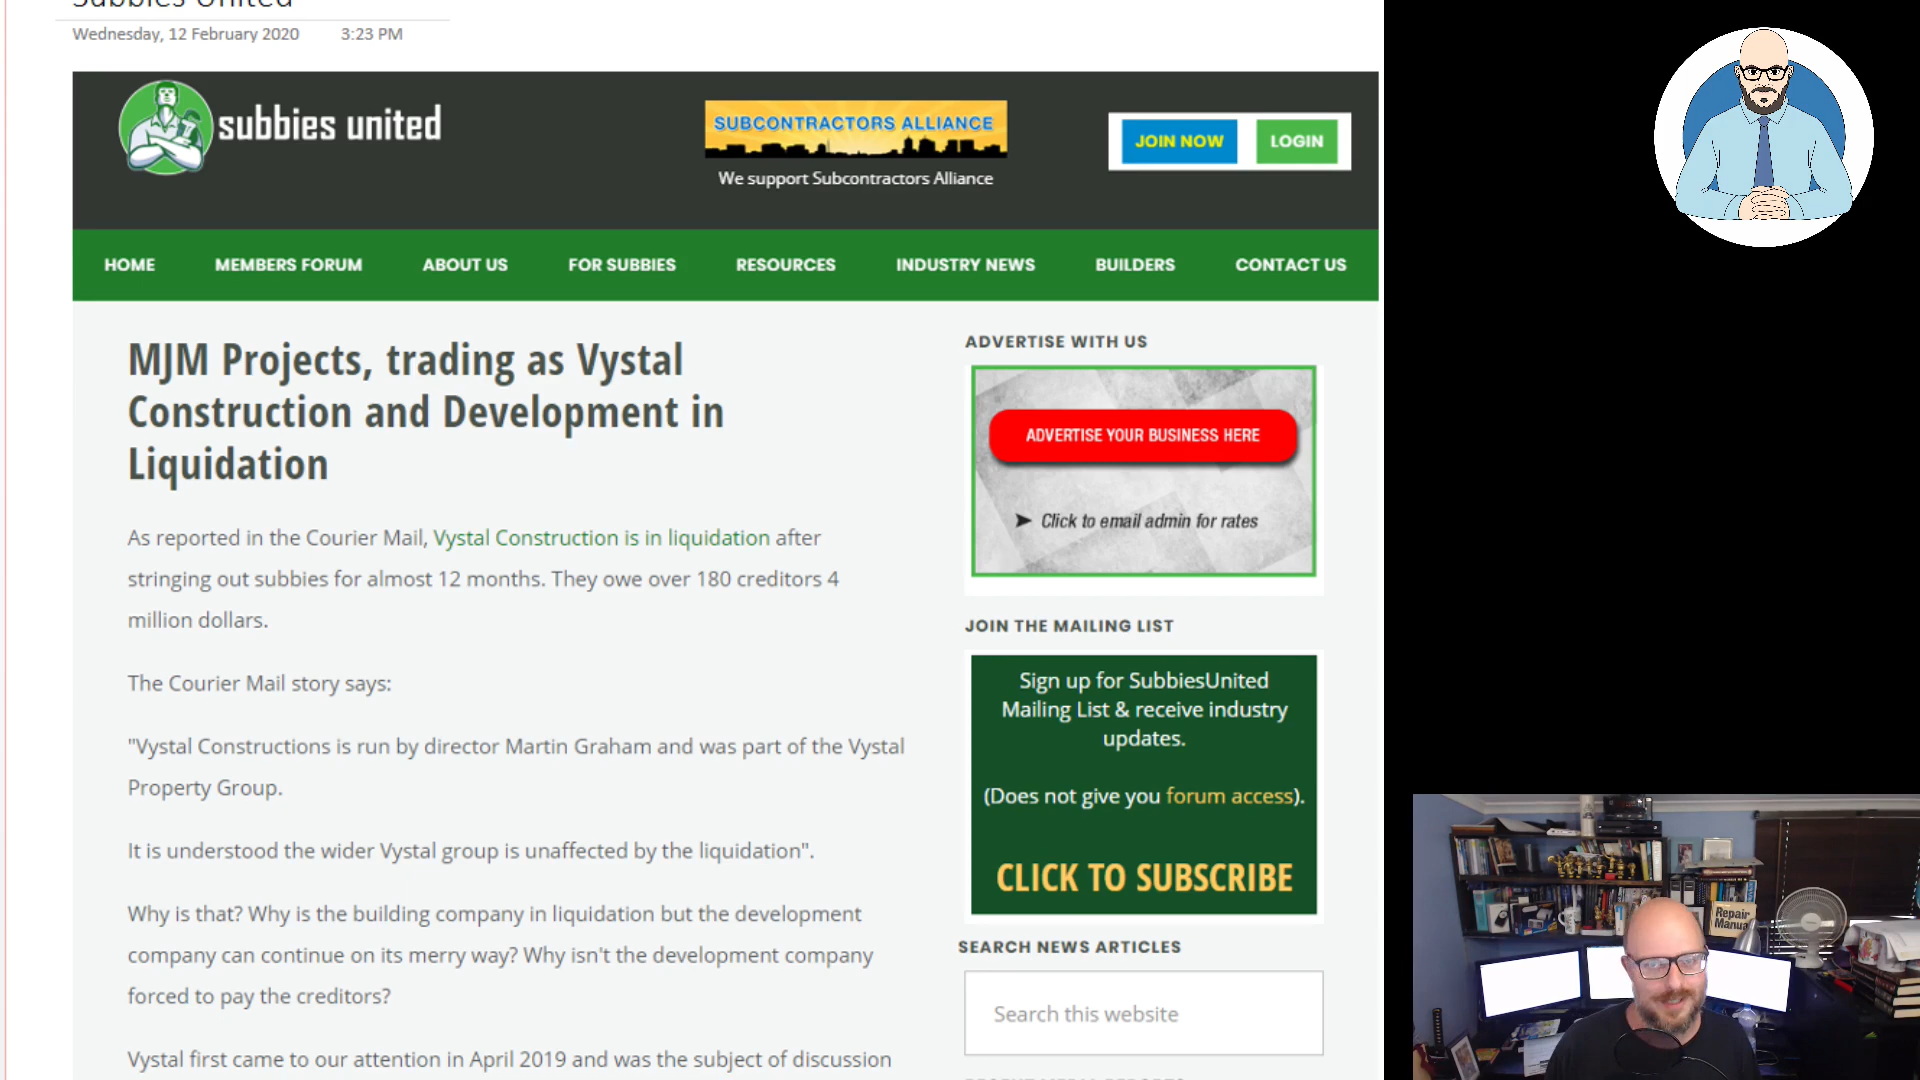 Subbies United
Wednesday, 12 February 2020 3:23 PM
subbies united
SUBCONTRACTORS ALLIANCE
We support Subcontractors Alliance
JOIN NOW LOGIN
HOME MEMBERS FORUM ABOUT US FOR SUBBIES RESOURCES INDUSTRY NEWS BUILDERS CONTACT US
MJM Projects, trading as Vystal
Construction and Development in
Liquidation
As reported in the Courier Mail, Vystal Construction is in liquidation after
stringing out subbies for almost 12 months. They owe over 180 creditors 4
million dollars.
The Courier Mail story says:
"Vystal Constructions is run by director Martin Graham and was part of the Vystal
Property Group.
It is understood the wider Vystal group is unaffected by the liquidation".
Why is that? Why is the building company in liquidation but the development
company can continue on its merry way? Why isn't the development company
forced to pay the creditors?
Vystal first came to our attention in April 2019 and was the subject of discussion
ADVERTISE WITH US
ADVERTISE YOUR BUSINESS HERE
➤ Click to email admin for rates
JOIN THE MAILING LIST
Sign up for SubbiesUnited
Mailing List & receive industry
updates.
(Does not give you forum access).
CLICK TO SUBSCRIBE
SEARCH NEWS ARTICLES
Search this website
Repair
Manual